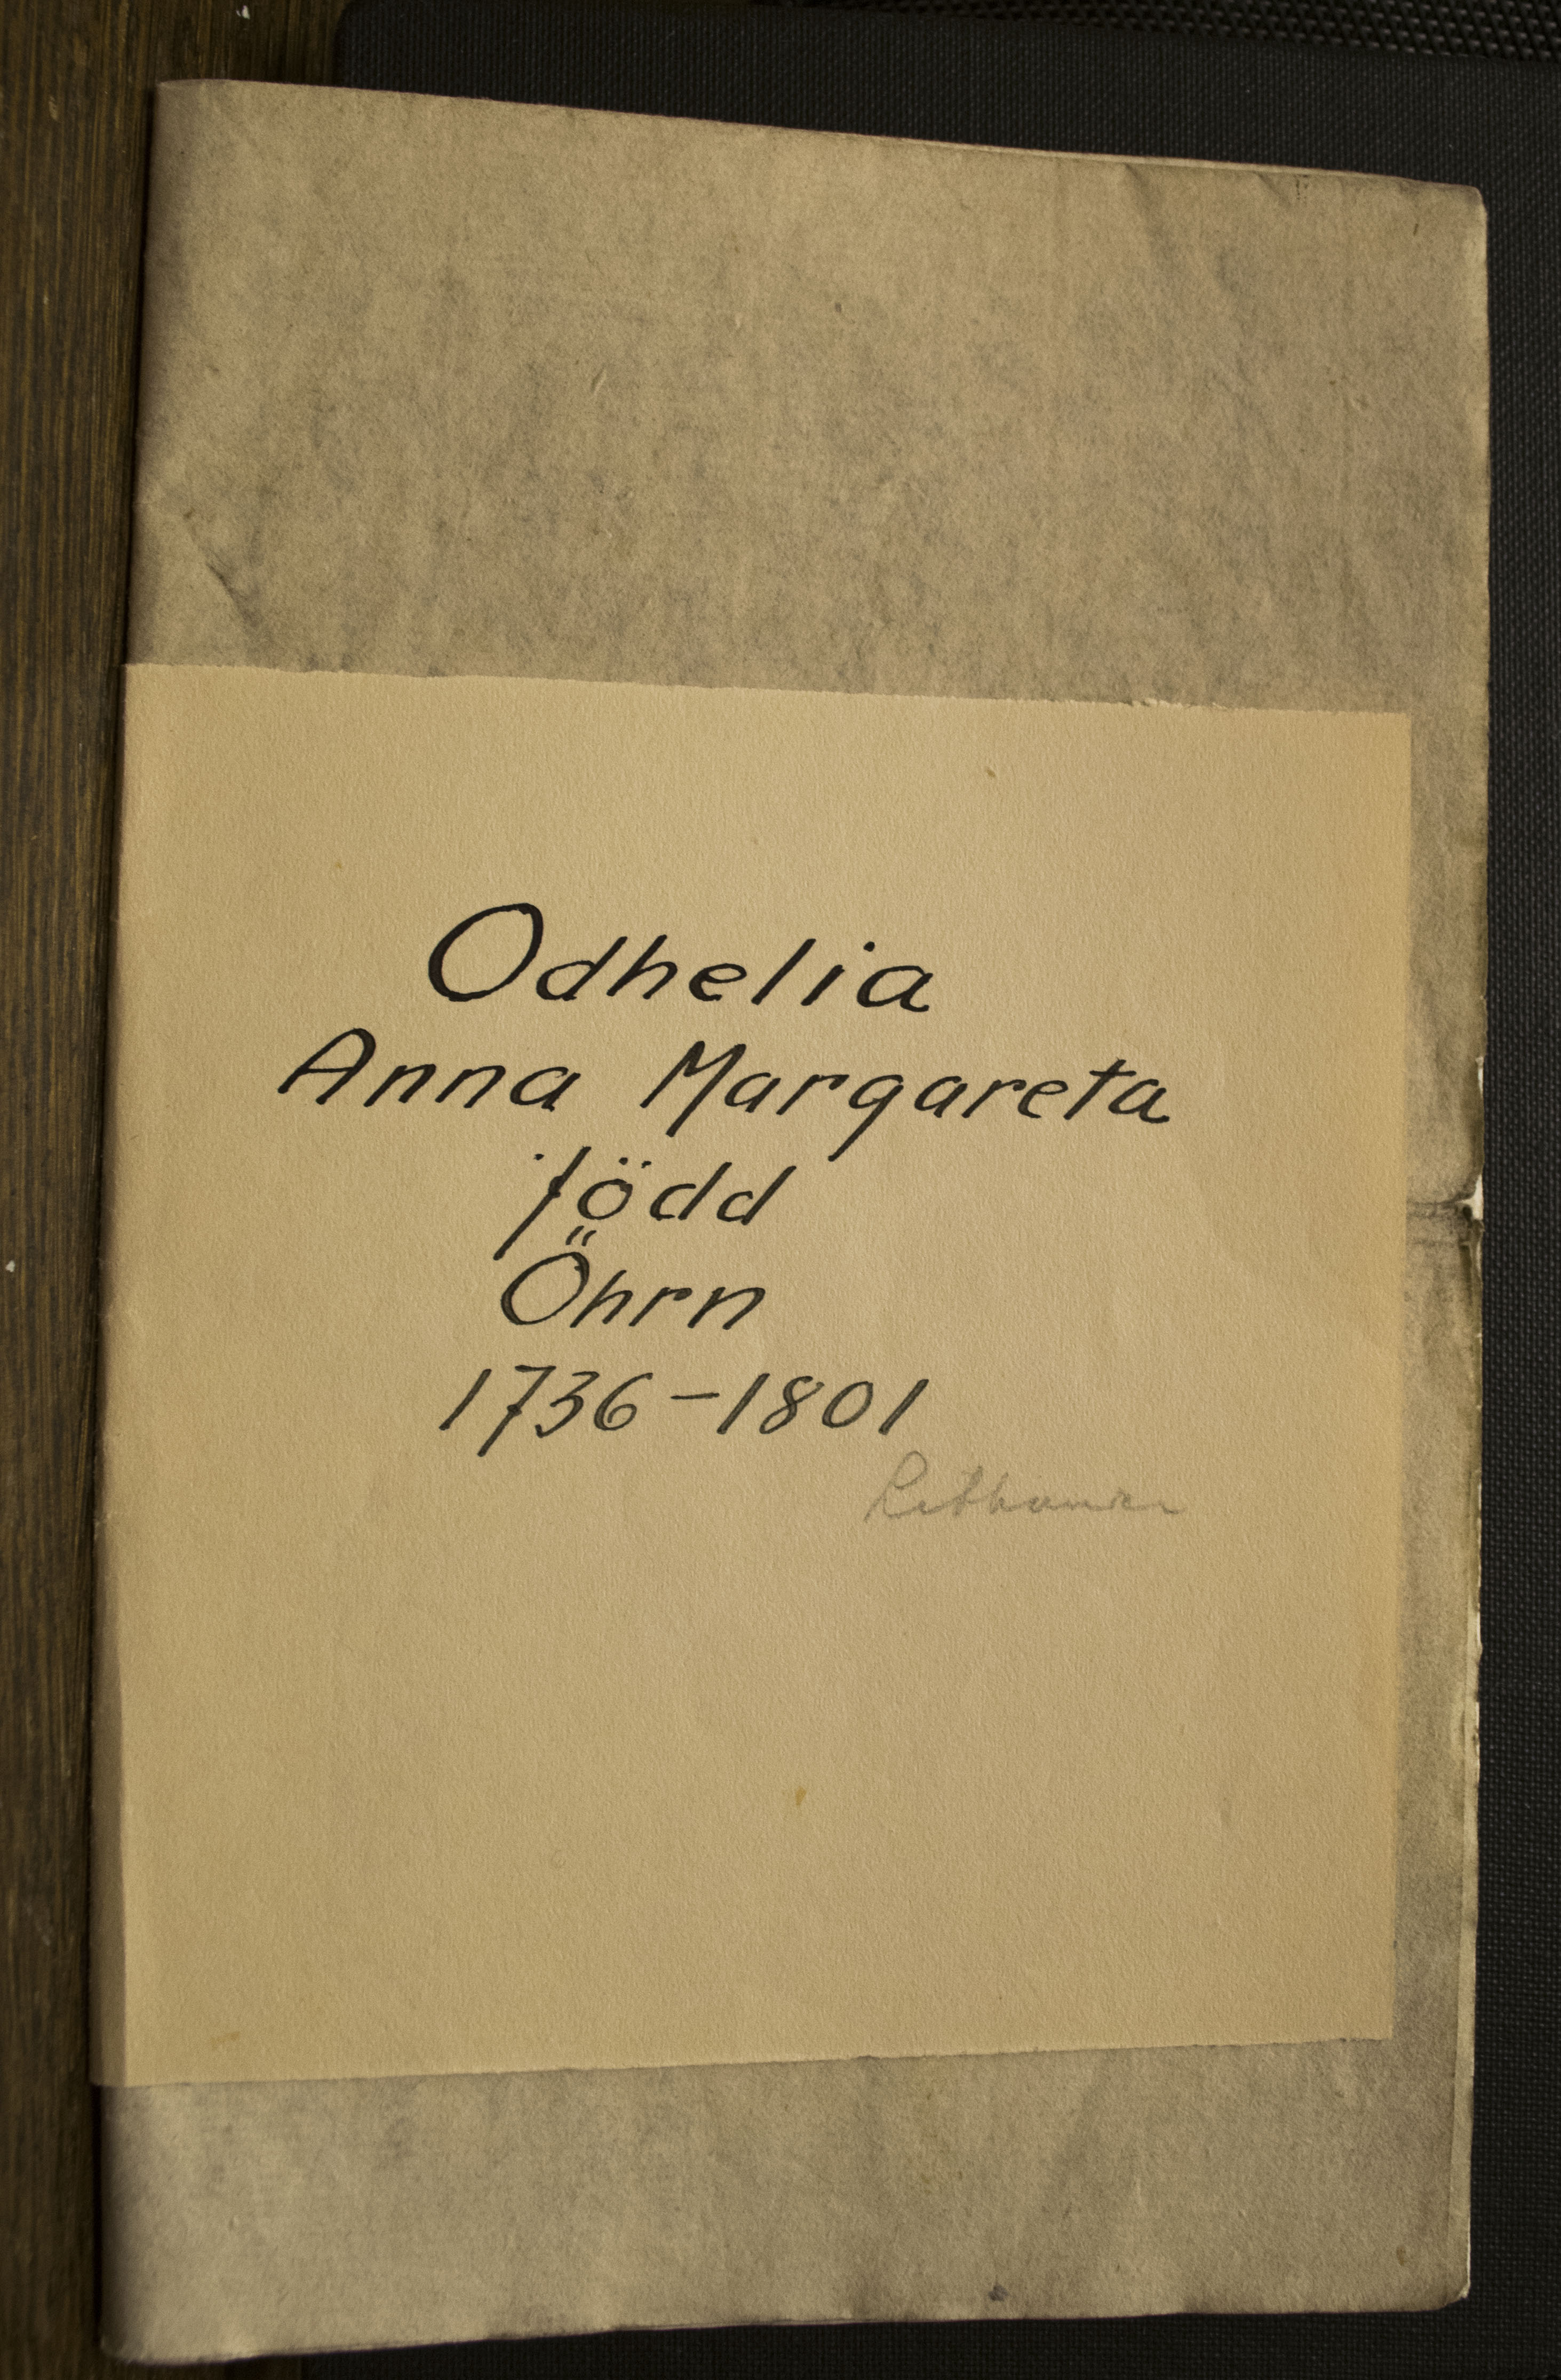 Odhelia
Anna Margareta
född
Öhrn
1736-1801